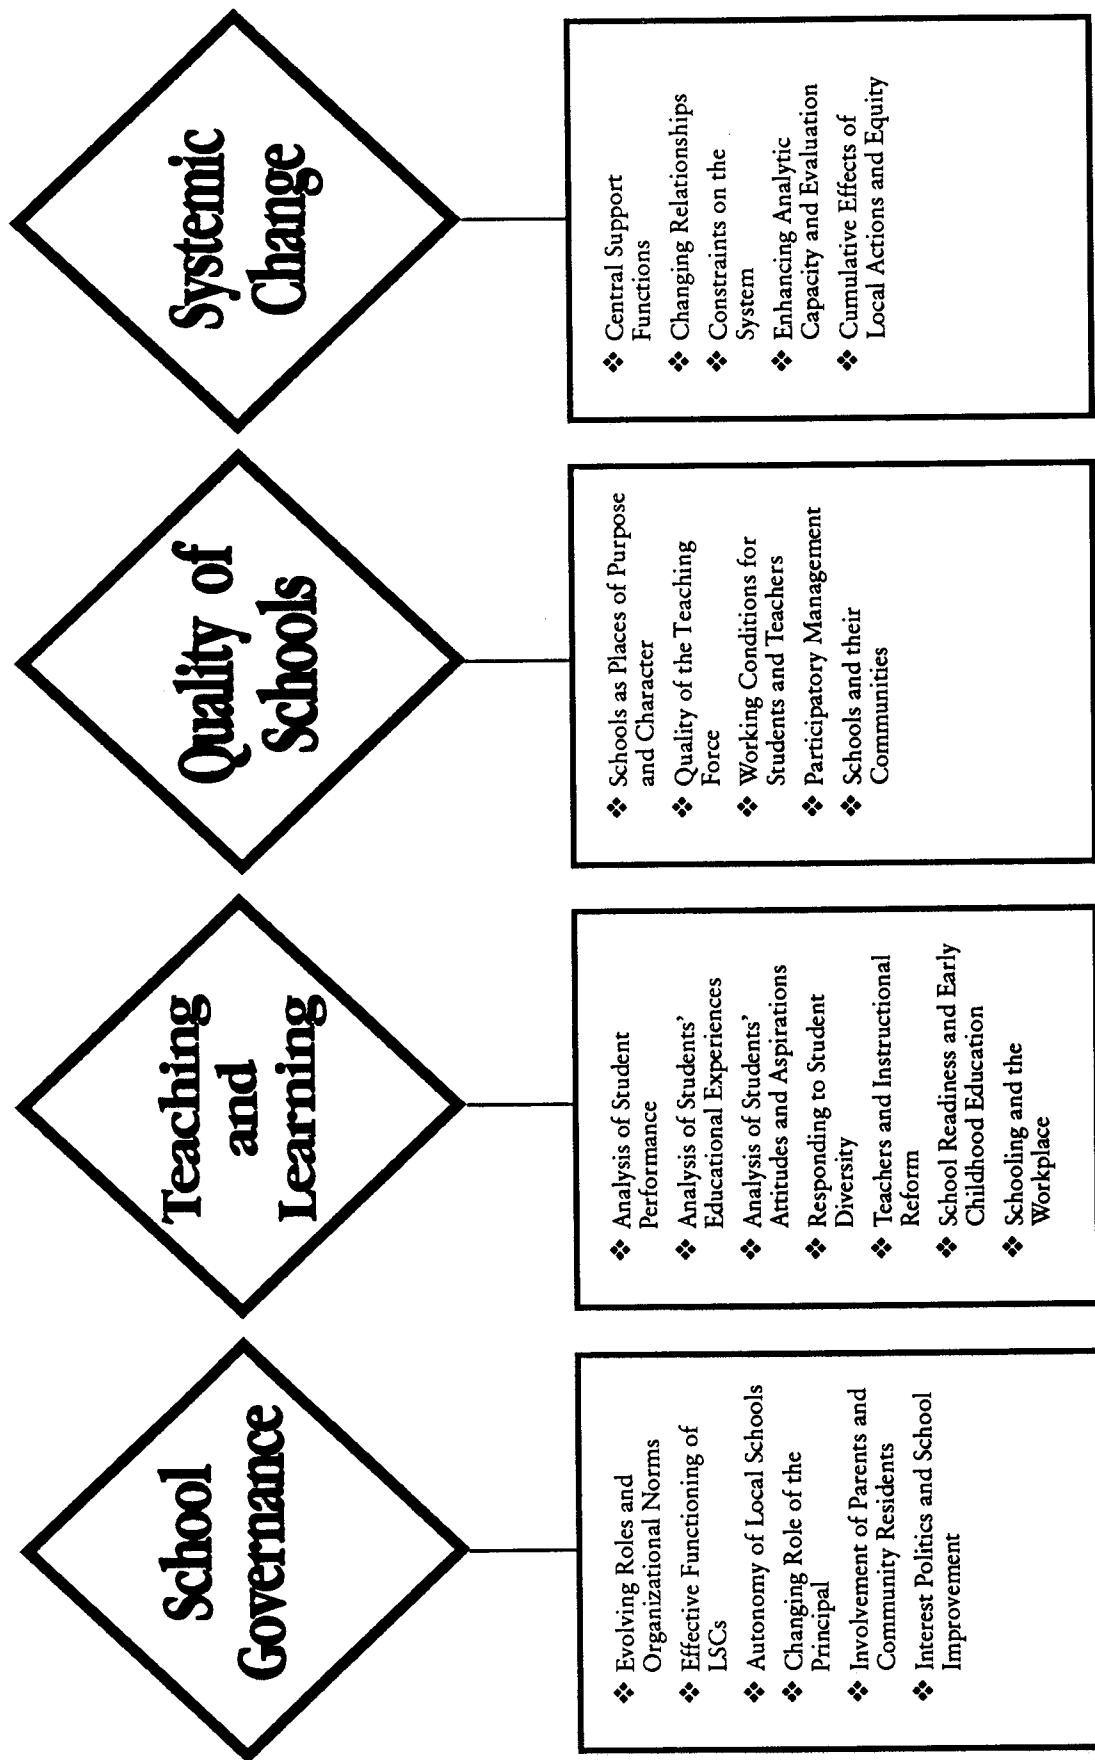 School
Governance
❖ Evolving Roles and
Organizational Norms
❖ Effective Functioning of
LSCs
❖ Autonomy of Local Schools
❖ Changing Role of the
Principal
❖ Involvement of Parents and
Community Residents
❖ Interest Politics and School
Improvement
Teaching
and
Learning
❖ Analysis of Student
Performance
❖ Analysis of Students'
Educational Experiences
❖ Analysis of Students'
Attitudes and Aspirations
❖ Responding to Student
Diversity
❖ Teachers and Instructional
Reform
❖ School Readiness and Early
Childhood Education
❖ Schooling and the
Workplace
Quality of
Schools
❖ Schools as Places of Purpose
and Character
❖ Quality of the Teaching
Force
❖ Working Conditions for
Students and Teachers
❖ Participatory Management
❖ Schools and their
Communities
Systemic
Change
❖ Central Support
Functions
❖ Changing Relationships
❖ Constraints on the
System
❖ Enhancing Analytic
Capacity and Evaluation
❖ Cumulative Effects of
Local Actions and Equity